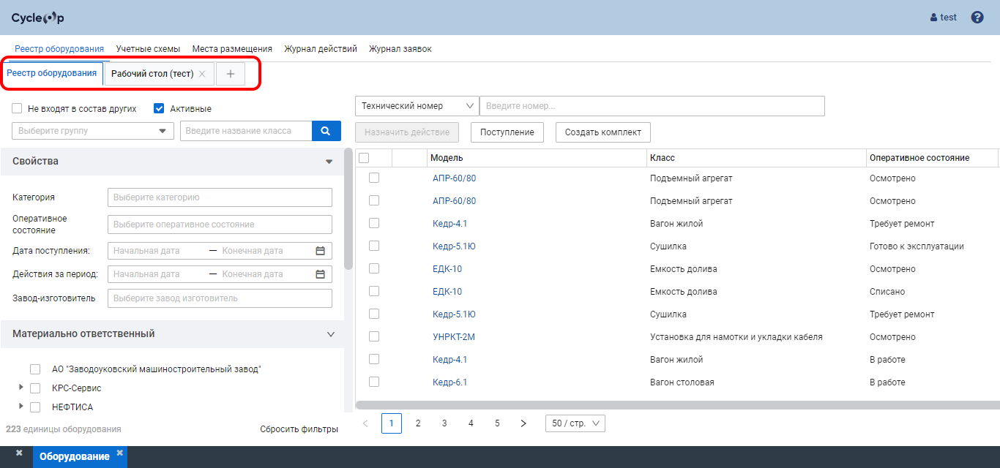 CycleOp
test
Реестр оборудования Учетные схемы Места размещения Журнал действий Журнал заявок
Реестр оборудования Рабочий стол (тест)
Не входят в состав других Активные
Выберите группу Введите название класса
Свойства
Категория Выберите категорию
Оперативное состояние Выберите оперативное состояние
Дата поступления: Начальная дата — Конечная дата
Действия за период: Начальная дата — Конечная дата
Завод-изготовитель Выберите завод изготовитель
Материально ответственный
АО "Заводоуковский машиностроительный завод"
КРС-Сервис
НЕФТИСА
223 единицы оборудования Сбросить фильтры
Технический номер Введите номер...
Назначить действие Поступление Создать комплект
Модель Класс Оперативное состояние
АПР-60/80 Подъемный агрегат Осмотрено
АПР-60/80 Подъемный агрегат Осмотрено
Кедр-4.1 Вагон жилой Требует ремонт
Кедр-5.1Ю Сушилка Готово к эксплуатации
ЕДК-10 Емкость долива Осмотрено
ЕДК-10 Емкость долива Списано
Кедр-5.1Ю Сушилка Требует ремонт
УНРКТ-2М Установка для намотки и укладки кабеля Осмотрено
Кедр-4.1 Вагон жилой В работе
Кедр-6.1 Вагон столовая В работе
1 2 3 4 5 50 / стр.
Оборудование